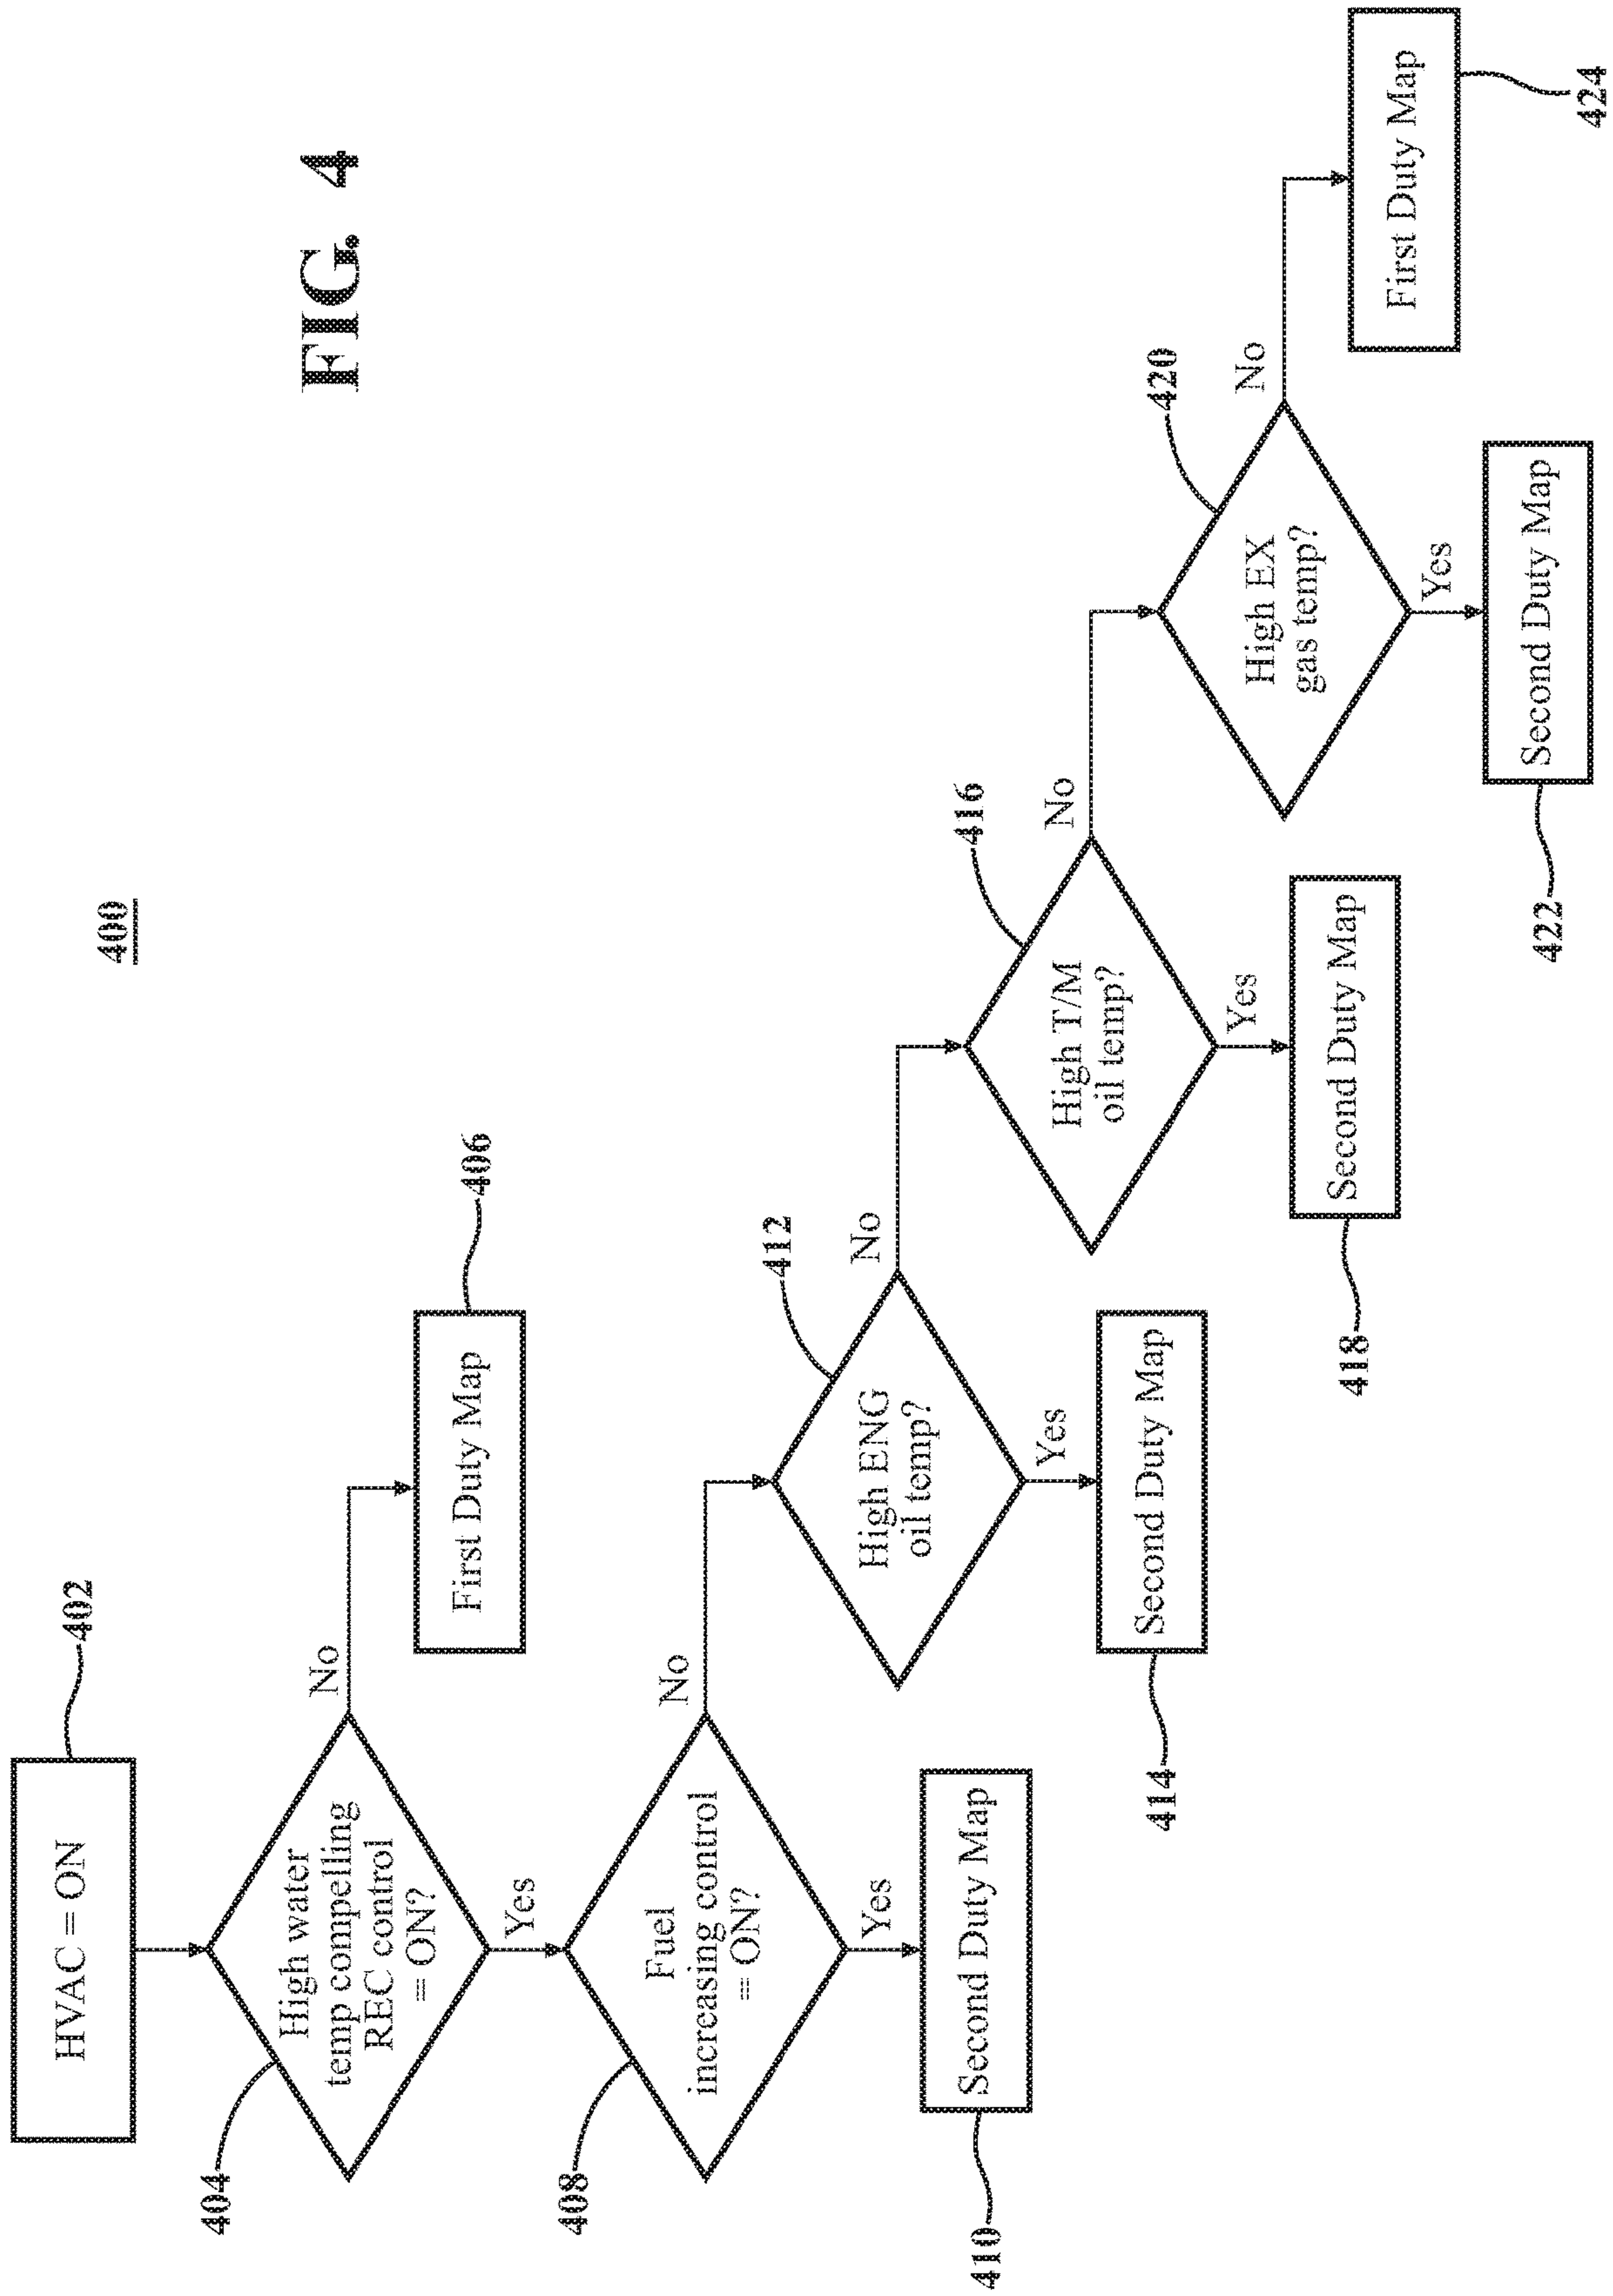 FIG. 4
400
HVAC = ON
402
High water
temp compelling
REC control
= ON?
404
No
First Duty Map
406
Yes
Fuel
increasing control
= ON?
408
Yes
Second Duty Map
410
No
High ENG
oil temp?
412
Yes
Second Duty Map
414
No
High T/M
oil temp?
416
Yes
Second Duty Map
418
No
High EX
gas temp?
420
Yes
Second Duty Map
422
No
First Duty Map
424